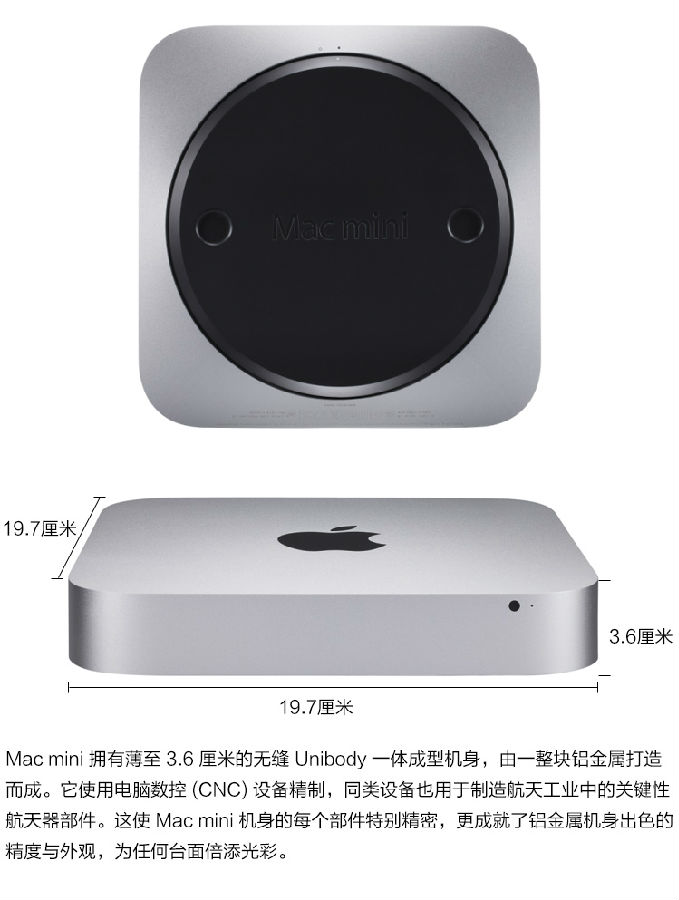 Mac mini
19.7厘米
3.6厘米
19.7厘米
Mac mini 拥有薄至 3.6 厘米的无缝 Unibody 一体成型机身，由一整块铝金属打造
而成。它使用电脑数控 (CNC) 设备精制，同类设备也用于制造航天工业中的关键性
航天器部件。这使 Mac mini 机身的每个部件特别精密，更成就了铝金属机身出色的
精度与外观，为任何台面倍添光彩。